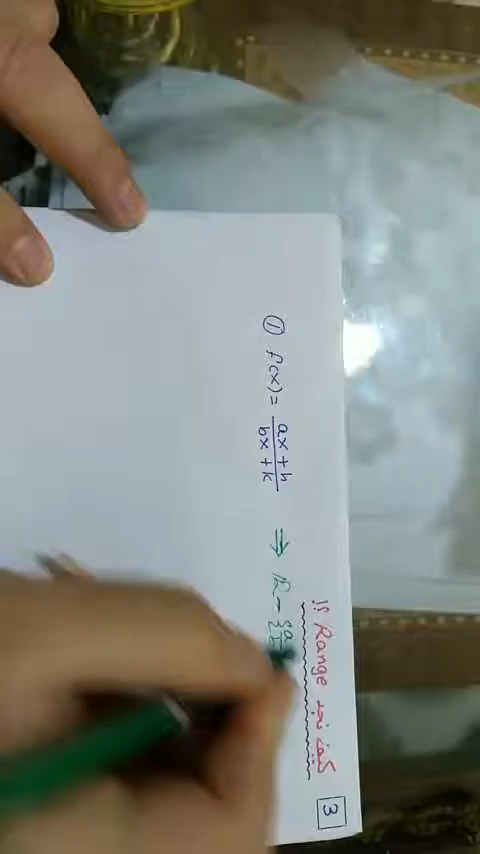 3 كيف نجد Range !!
① f(x) = ax + h / bx + k ⇒ ℝ - {a